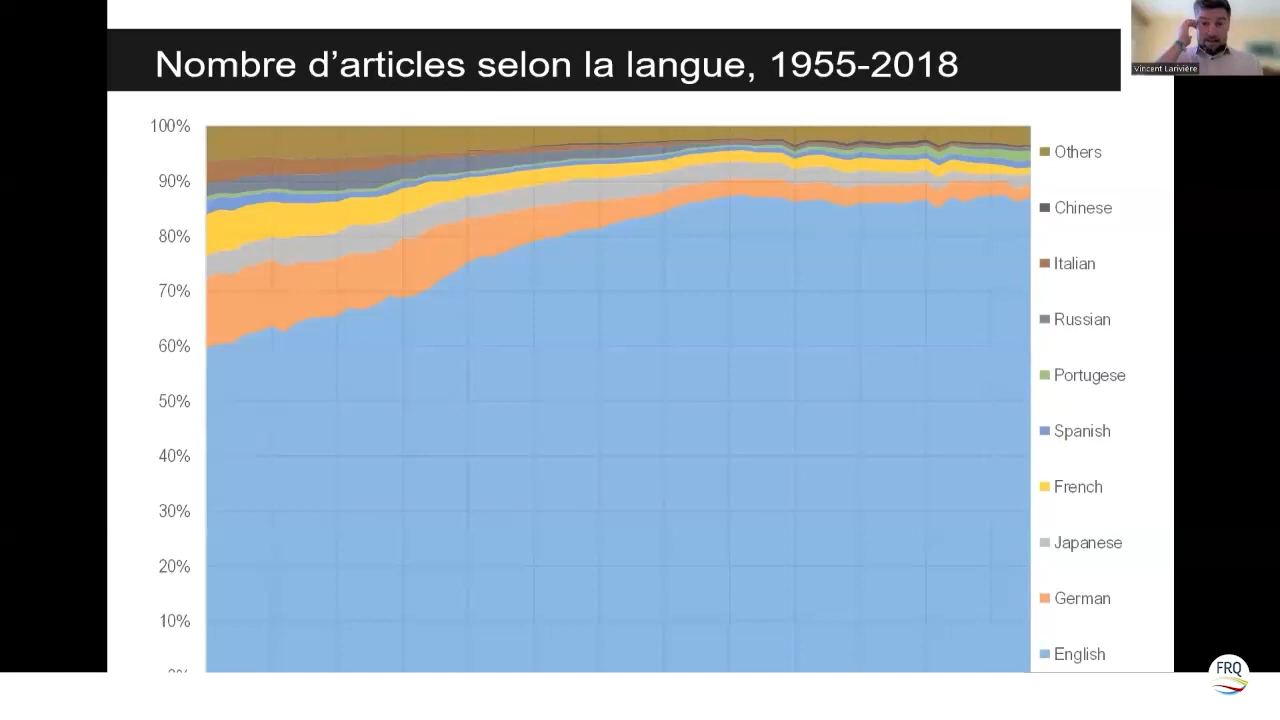 Nombre d'articles selon la langue, 1955-2018
Vincent Larivière
100%
90%
80%
70%
60%
50%
40%
30%
20%
10%
Others
Chinese
Italian
Russian
Portugese
Spanish
French
Japanese
German
English
FRQ